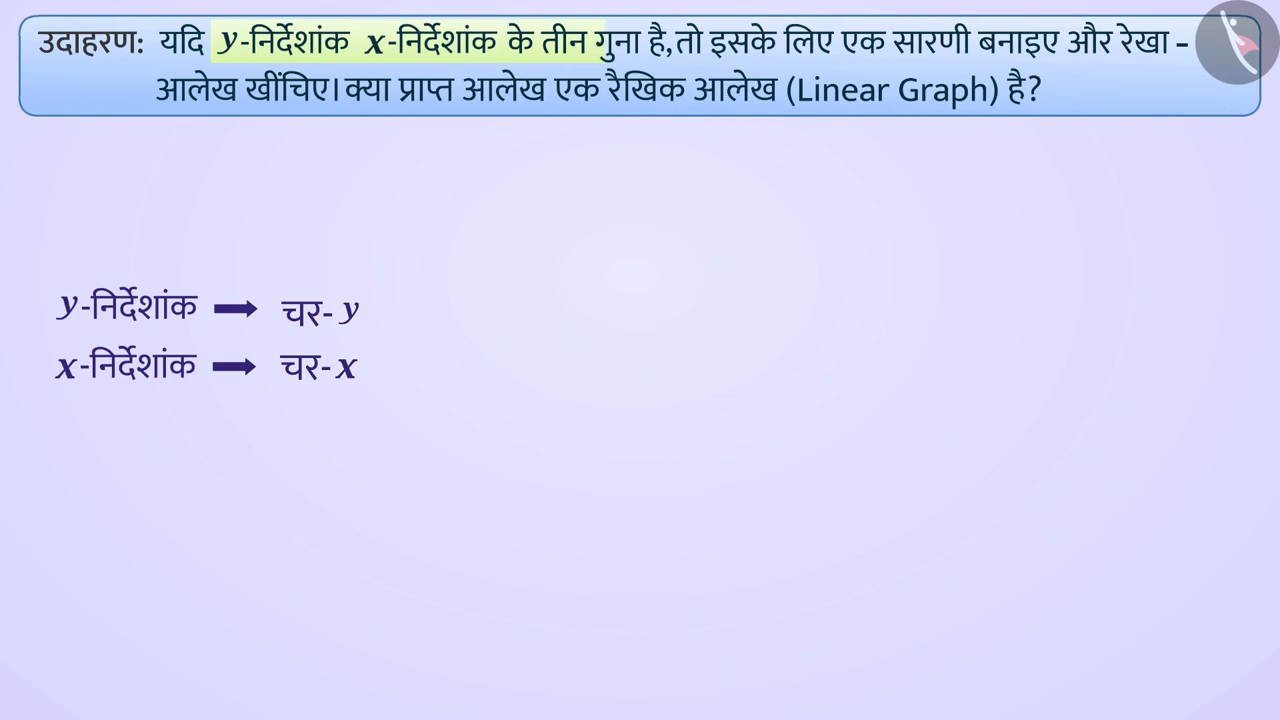 उदाहरण: यदि y-निर्देशांक x-निर्देशांक के तीन गुना है,तो इसके लिए एक सारणी बनाइए और रेखा -
आलेख खींचिए। क्या प्राप्त आलेख एक रैखिक आलेख (Linear Graph) है?
y-निर्देशांक ➡ चर- y
x-निर्देशांक ➡ चर- x